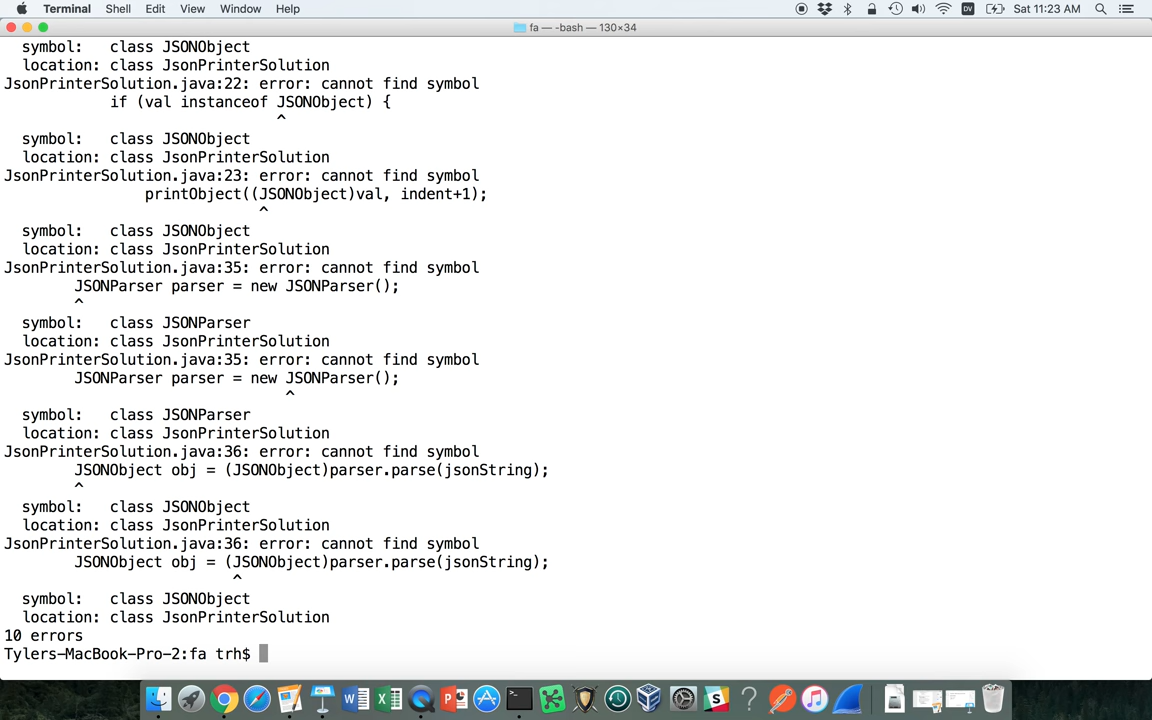 Terminal Shell Edit View Window Help DV Sat 11:23 AM
fa — -bash — 130×34
symbol: class JSONObject
location: class JsonPrinterSolution
JsonPrinterSolution.java:22: error: cannot find symbol
if (val instanceof JSONObject) {
^
symbol: class JSONObject
location: class JsonPrinterSolution
JsonPrinterSolution.java:23: error: cannot find symbol
printObject((JSONObject)val, indent+1);
^
symbol: class JSONObject
location: class JsonPrinterSolution
JsonPrinterSolution.java:35: error: cannot find symbol
JSONParser parser = new JSONParser();
^
symbol: class JSONParser
location: class JsonPrinterSolution
JsonPrinterSolution.java:35: error: cannot find symbol
JSONParser parser = new JSONParser();
^
symbol: class JSONParser
location: class JsonPrinterSolution
JsonPrinterSolution.java:36: error: cannot find symbol
JSONObject obj = (JSONObject)parser.parse(jsonString);
^
symbol: class JSONObject
location: class JsonPrinterSolution
JsonPrinterSolution.java:36: error: cannot find symbol
JSONObject obj = (JSONObject)parser.parse(jsonString);
^
symbol: class JSONObject
location: class JsonPrinterSolution
10 errors
Tylers-MacBook-Pro-2:fa trh$